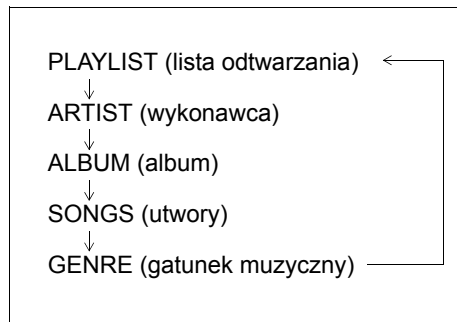 PLAYLIST (lista odtwarzania)
ARTIST (wykonawca)
ALBUM (album)
SONGS (utwory)
GENRE (gatunek muzyczny)